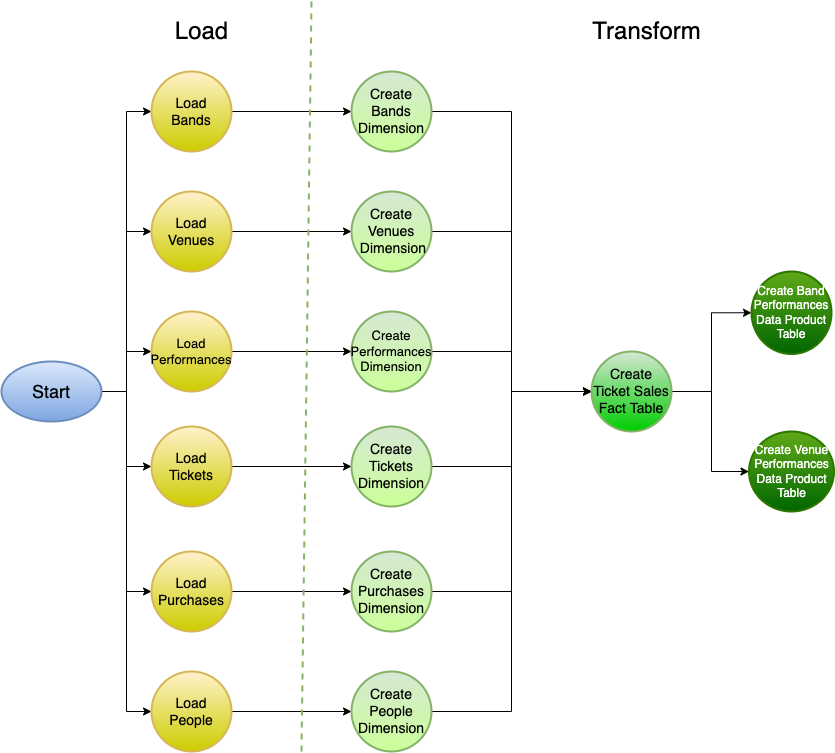 Load
Transform
Load
Bands
Create
Bands
Dimension
Load
Venues
Create
Venues
Dimension
Load
Performances
Create
Performances
Dimension
Start
Load
Tickets
Create
Tickets
Dimension
Load
Purchases
Create
Purchases
Dimension
Load
People
Create
People
Dimension
Create
Ticket Sales
Fact Table
Create Band
Performances
Data Product
Table
Create Venue
Performances
Data Product
Table